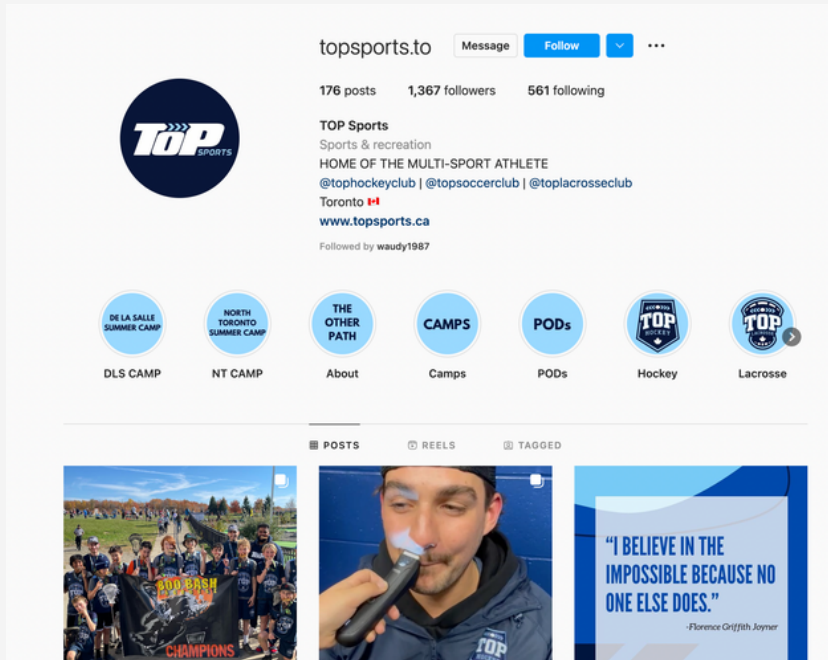 topsports.to
Message
Follow
176 posts
1,367 followers
561 following
TOP Sports
Sports & recreation
HOME OF THE MULTI-SPORT ATHLETE
@tophockeyclub | @topsoccerclub | @toplacrosseclub
Toronto 🇨🇦
www.topsports.ca
Followed by waudy1987
TOP
SPORTS
DE LA SALLE
SUMMER CAMP
NORTH
TORONTO
SUMMER CAMP
THE
OTHER
PATH
CAMPS
PODs
TOP
HOCKEY
TOP
LACROSSE
DLS CAMP
NT CAMP
About
Camps
PODs
Hockey
Lacrosse
POSTS
REELS
TAGGED
BOO BASH
CHAMPIONS
TOP
“I BELIEVE IN THE
IMPOSSIBLE BECAUSE NO
ONE ELSE DOES.”
-Florence Griffith Joyner